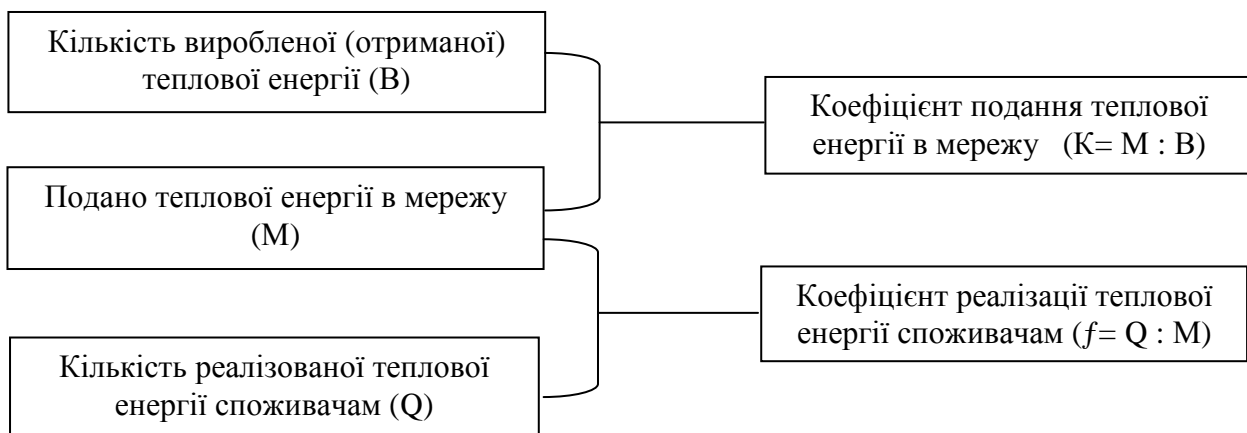 Кількість виробленої (отриманої)
теплової енергії (В)
Коефіцієнт подання теплової
енергії в мережу (К= М : В)
Подано теплової енергії в мережу
(М)
Коефіцієнт реалізації теплової
енергії споживачам (ƒ= Q : М)
Кількість реалізованої теплової
енергії споживачам (Q)